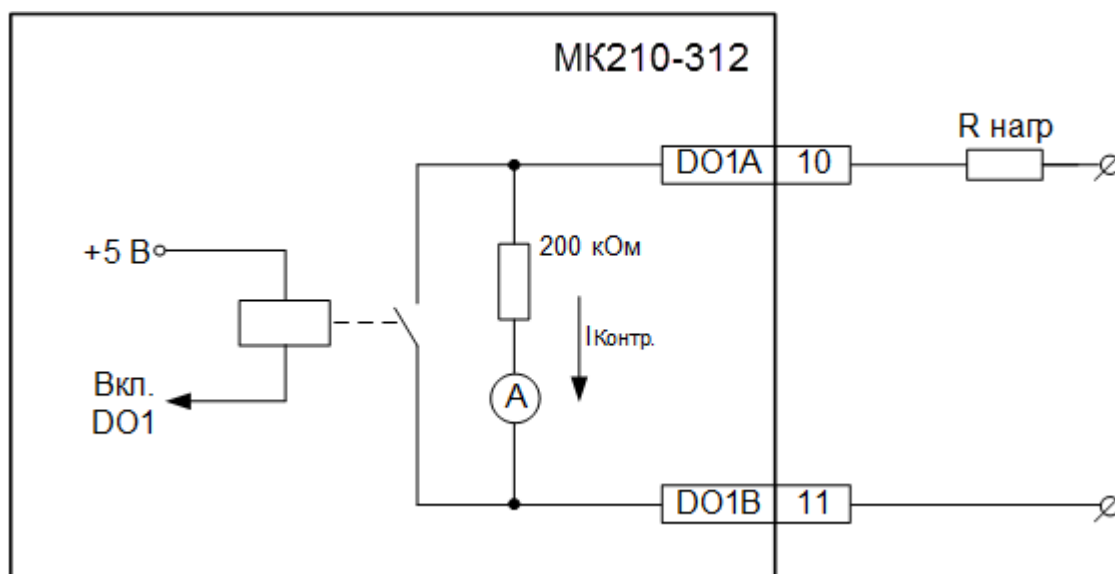 МК210-312
R нагр
DO1A 10
200 кОм
+5 В
Iконтр.
Вкл.
DO1
A
DO1B 11